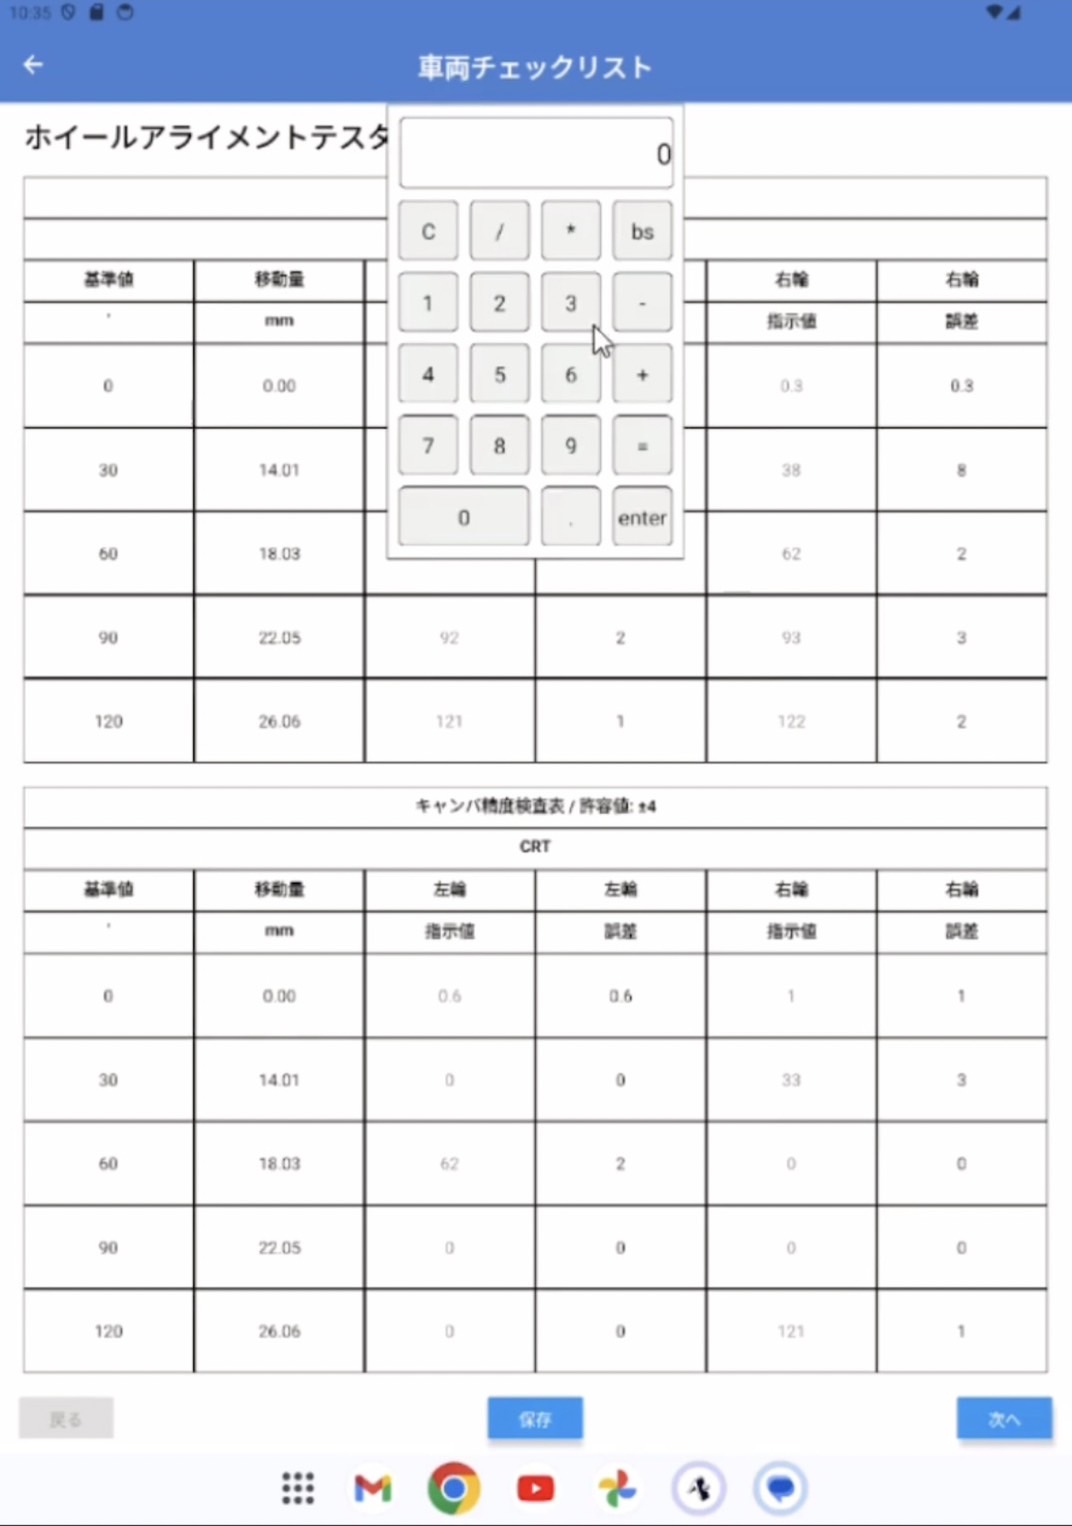 10:35
車両チェックリスト
ホイールアライメントテスタ
0
C / * bs
1 2 3 -
4 5 6 +
7 8 9 =
0 . enter
基準値 移動量 右輪 右輪
' mm 指示値 誤差
0 0.00 0.3 0.3
30 14.01 38 8
60 18.03 62 2
90 22.05 92 2 93 3
120 26.06 121 1 122 2
キャンバ精度検査表 / 許容値: ±4
CRT
基準値 移動量 左輪 左輪 右輪 右輪
' mm 指示値 誤差 指示値 誤差
0 0.00 0.6 0.6 1 1
30 14.01 0 0 33 3
60 18.03 62 2 0 0
90 22.05 0 0 0 0
120 26.06 0 0 121 1
戻る 保存 次へ